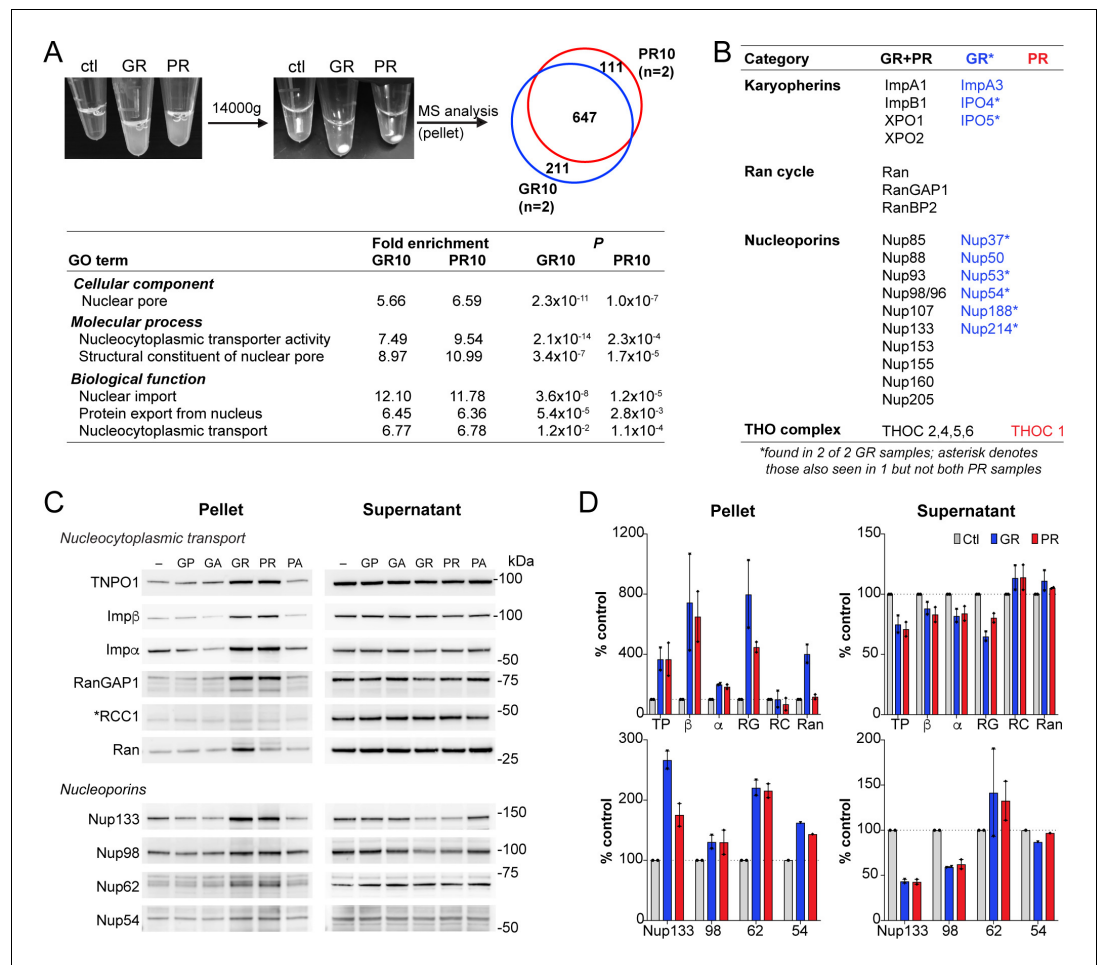 A
ctl GR PR
14000g
ctl GR PR
MS analysis
(pellet)
PR10
(n=2)
111
647
211
GR10
(n=2)
Fold enrichment P
GO term GR10 PR10 GR10 PR10
Cellular component
Nuclear pore 5.66 6.59 2.3x10-11 1.0x10-7
Molecular process
Nucleocytoplasmic transporter activity 7.49 9.54 2.1x10-14 2.3x10-4
Structural constituent of nuclear pore 8.97 10.99 3.4x10-7 1.7x10-5
Biological function
Nuclear import 12.10 11.78 3.6x10-8 1.2x10-5
Protein export from nucleus 6.45 6.36 5.4x10-5 2.8x10-3
Nucleocytoplasmic transport 6.77 6.78 1.2x10-2 1.1x10-4
B
Category GR+PR GR* PR
Karyopherins ImpA1 ImpA3
ImpB1 IPO4*
XPO1 IPO5*
XPO2
Ran cycle Ran
RanGAP1
RanBP2
Nucleoporins Nup85 Nup37*
Nup88 Nup50
Nup93 Nup53*
Nup98/96 Nup54*
Nup107 Nup188*
Nup133 Nup214*
Nup153
Nup155
Nup160
Nup205
THO complex THOC 2,4,5,6 THOC 1
*found in 2 of 2 GR samples; asterisk denotes
those also seen in 1 but not both PR samples
C
Pellet Supernatant
Nucleocytoplasmic transport
– GP GA GR PR PA – GP GA GR PR PA kDa
TNPO1 -100
Impβ -100
Impα -50
RanGAP1 -75
*RCC1 -50
Ran -25
Nucleoporins
Nup133 -150
Nup98 -100
Nup62 -75
Nup54 -50
D
Pellet
% control
1200
800
400
0
TP β α RG RC Ran
Supernatant
Ctl GR PR
% control
150
100
50
0
TP β α RG RC Ran
% control
300
200
100
0
Nup133 98 62 54
% control
200
150
100
50
0
Nup133 98 62 54